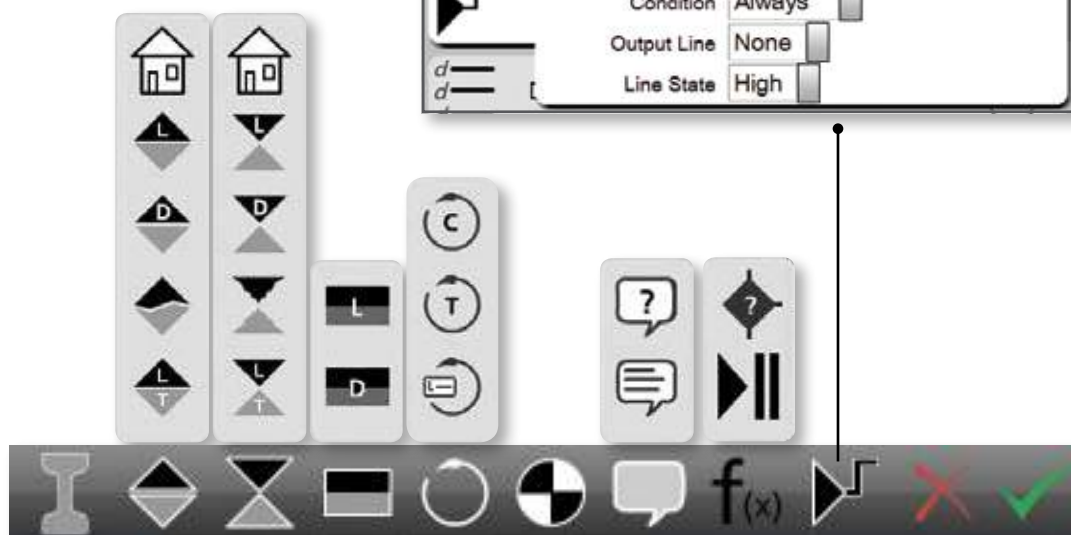 Condition Always
Output Line None
Line State High
d
d
L L
D D
C
L T
D L
L L
T T
? ?
f(x)